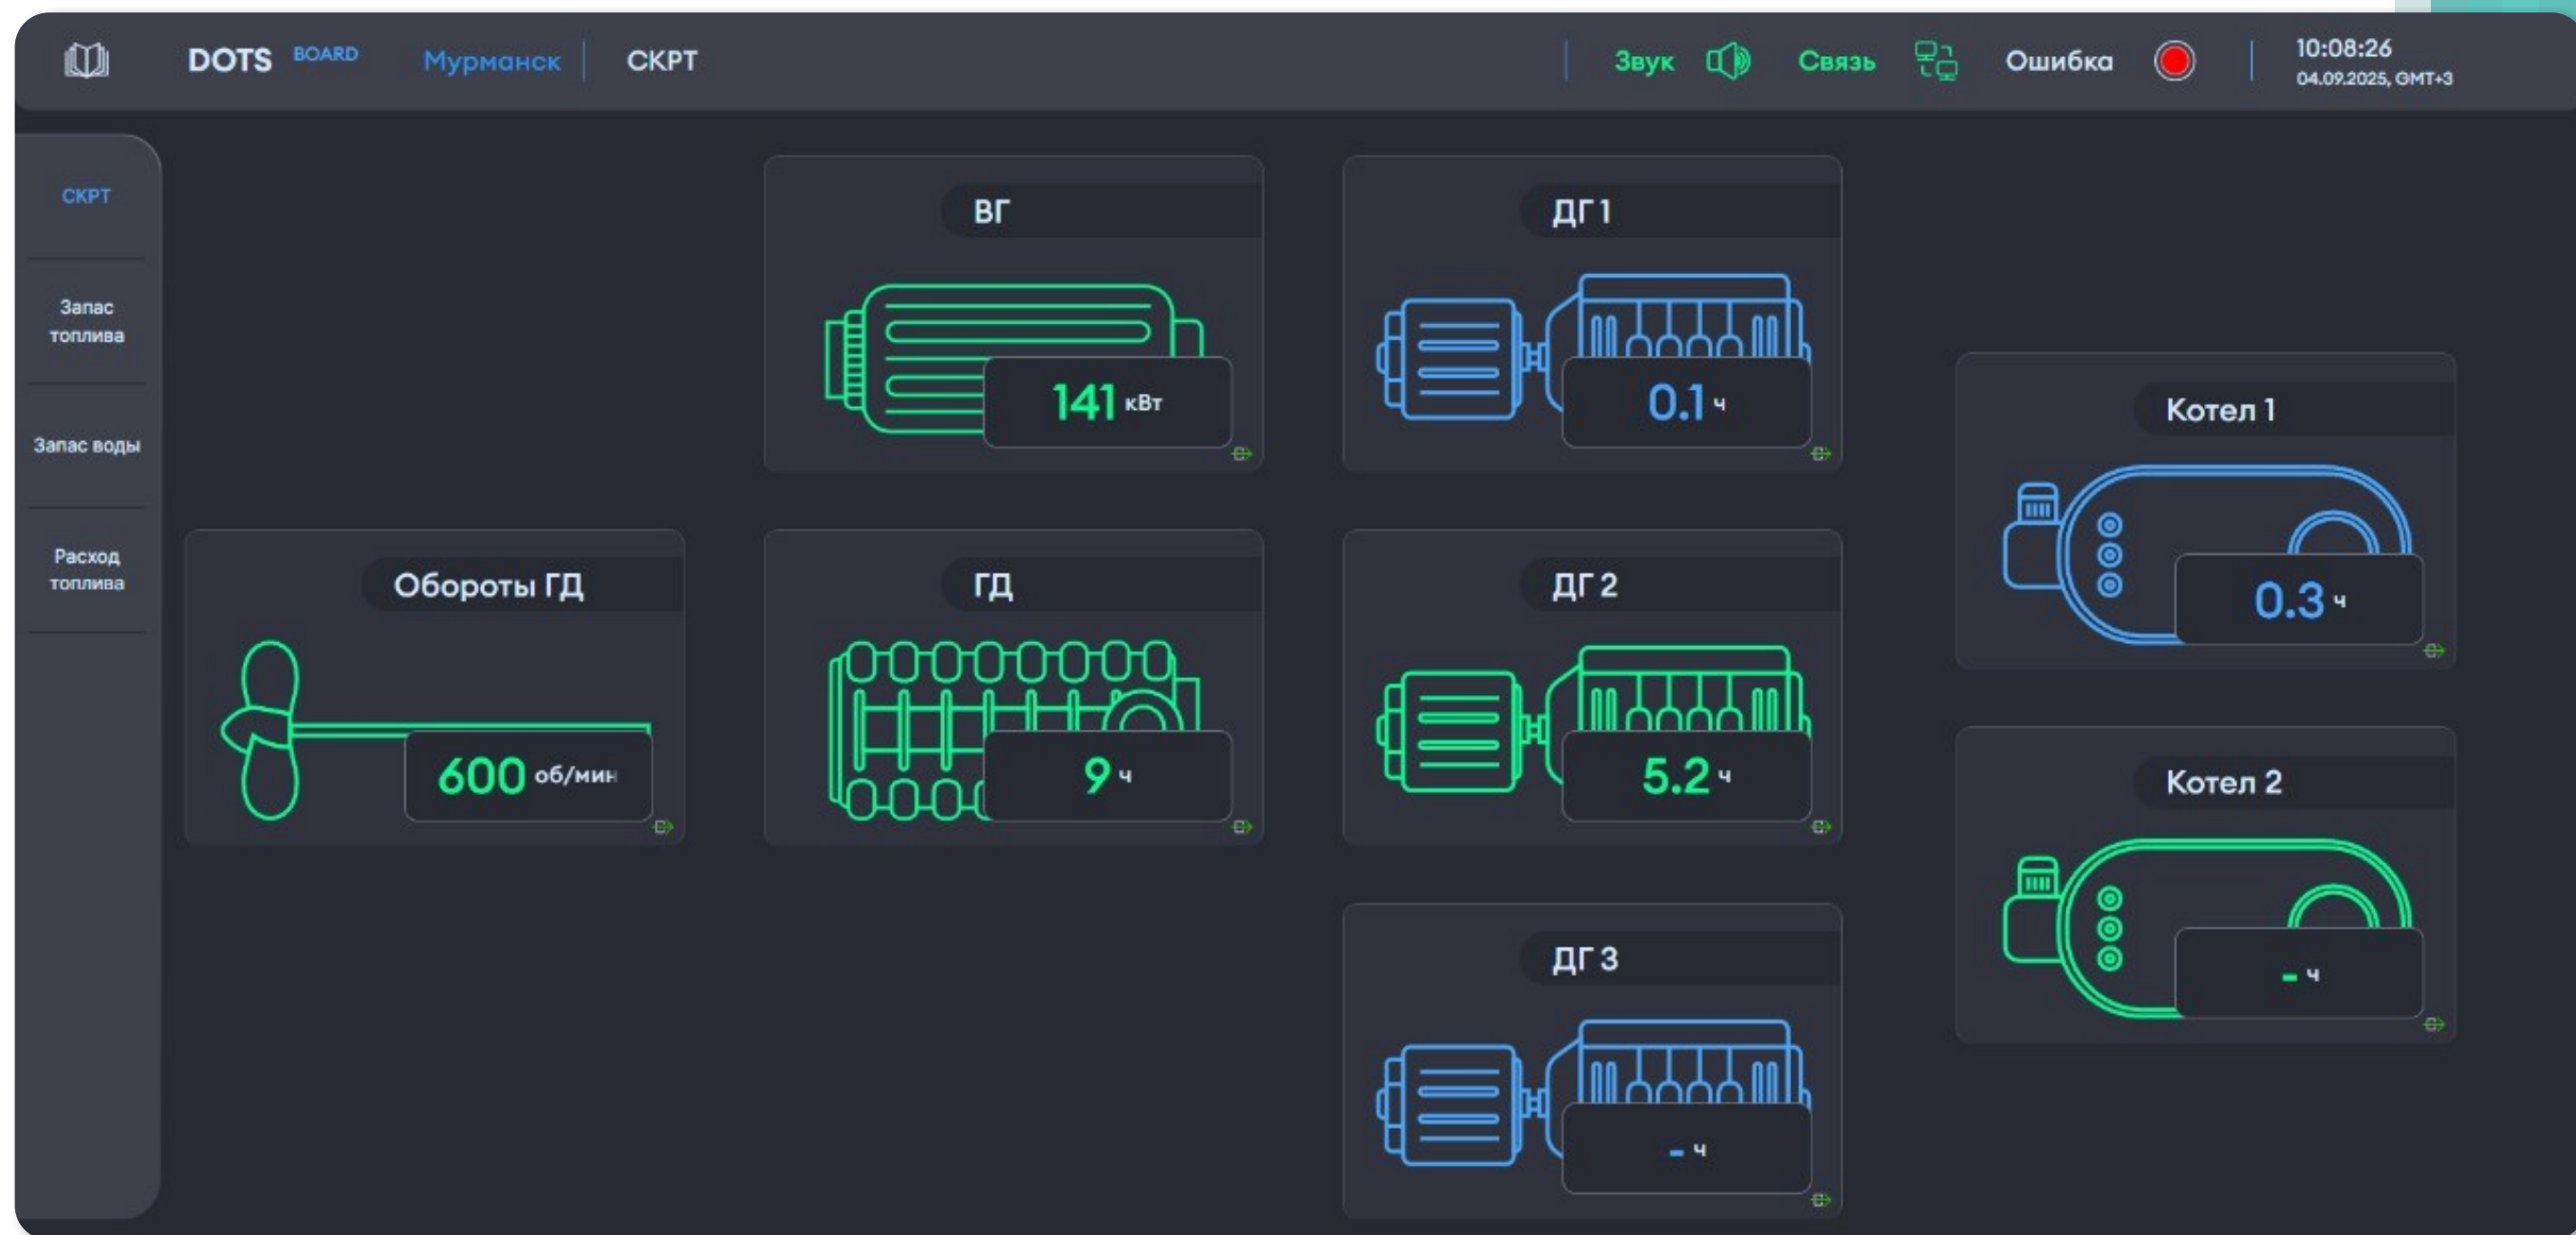 DOTS BOARD Мурманск СКРТ Звук Связь Ошибка 10:08:26
04.09.2025, GMT+3
СКРТ
Запас
топлива
Запас воды
Расход
топлива
ВГ
141 кВт
ДГ 1
0.1 ч
Котел 1
0.3 ч
Обороты ГД
600 об/мин
ГД
9 ч
ДГ 2
5.2 ч
Котел 2
- ч
ДГ 3
- ч